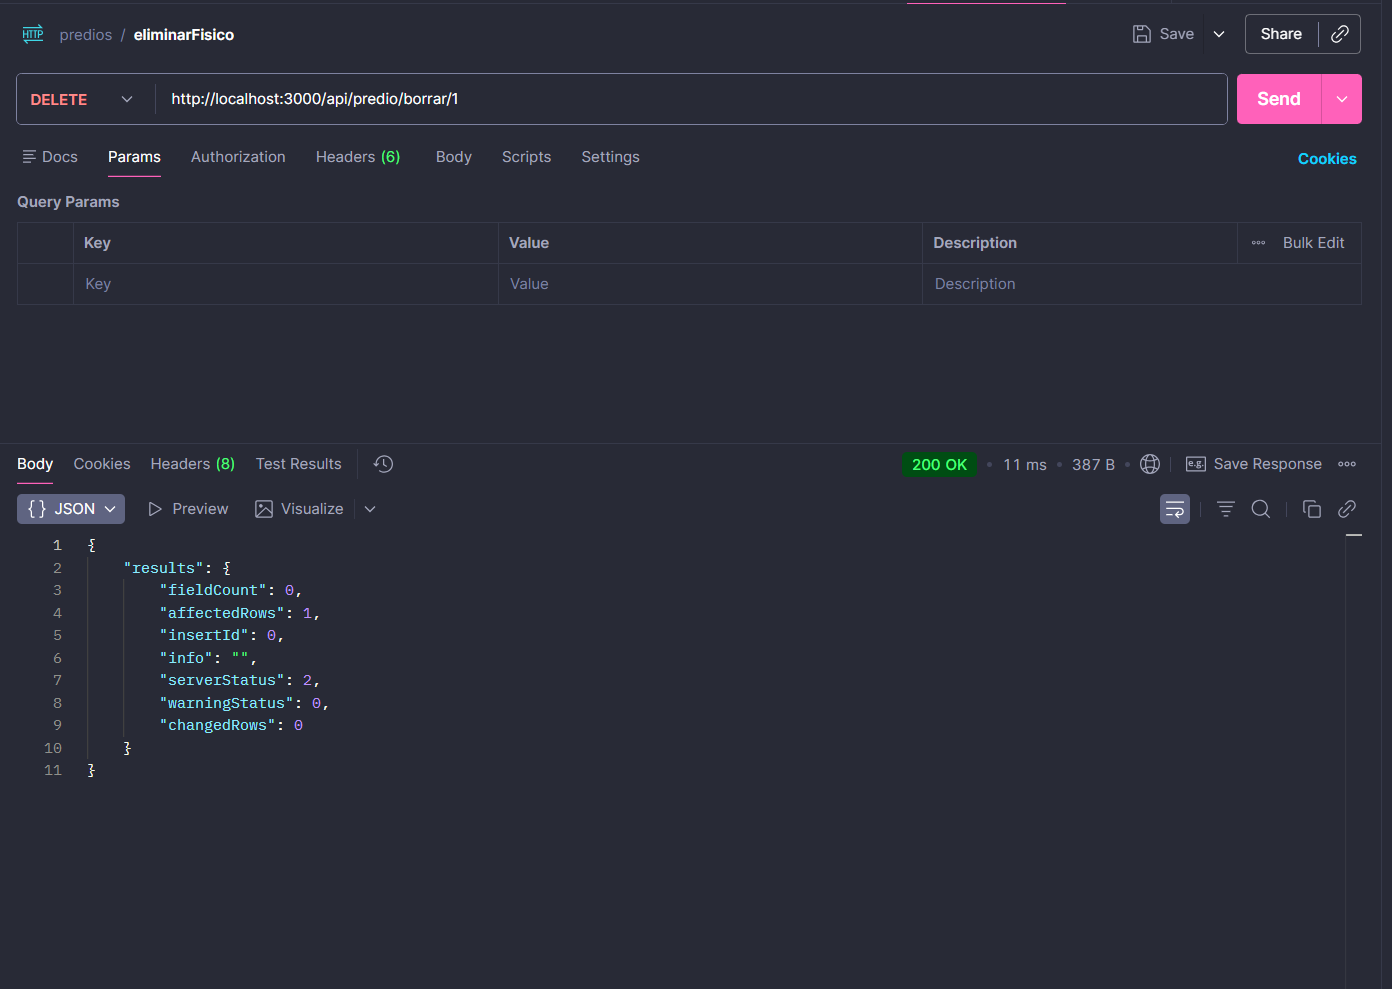 HTTP predios / eliminarFisico Save Share
DELETE http://localhost:3000/api/predio/borrar/1 Send
Docs Params Authorization Headers (6) Body Scripts Settings Cookies
Query Params
Key Value Description Bulk Edit
Key Value Description
Body Cookies Headers (8) Test Results 200 OK • 11 ms • 387 B • e.g. Save Response
{} JSON Preview Visualize
1 {
2 "results": {
3 "fieldCount": 0,
4 "affectedRows": 1,
5 "insertId": 0,
6 "info": "",
7 "serverStatus": 2,
8 "warningStatus": 0,
9 "changedRows": 0
10 }
11 }